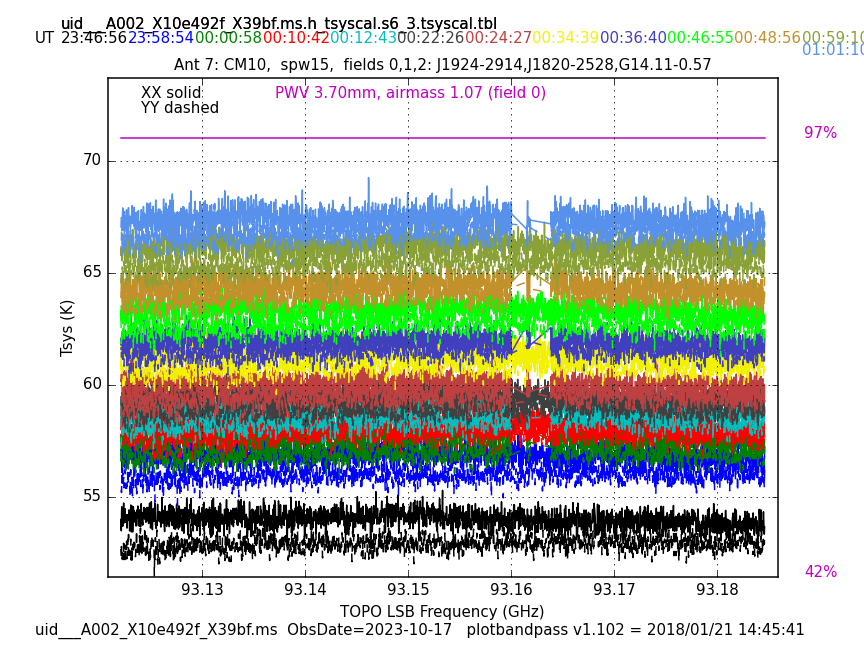 uid___A002_X10e492f_X39bf.ms.h_tsyscal.s6_3.tsyscal.tbl
UT 23:46:56 23:58:54 00:00:58 00:10:42 00:12:43 00:22:26 00:24:27 00:34:39 00:36:40 00:46:55 00:48:56 00:59:10
01:01:10
Ant 7: CM10, spw15, fields 0,1,2: J1924-2914,J1820-2528,G14.11-0.57
XX solid PWV 3.70mm, airmass 1.07 (field 0)
YY dashed
97%
70
65
60
55
Tsys (K)
42%
93.13 93.14 93.15 93.16 93.17 93.18
TOPO LSB Frequency (GHz)
uid___A002_X10e492f_X39bf.ms ObsDate=2023-10-17 plotbandpass v1.102 = 2018/01/21 14:45:41